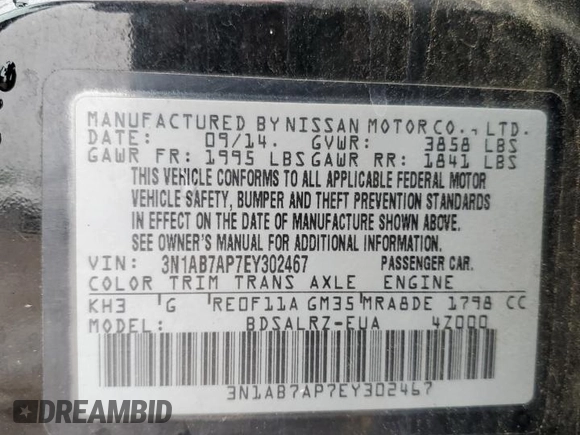 MANUFACTURED BY NISSAN MOTOR CO., LTD.
DATE: 09/14. GVWR: 3858 LBS
GAWR FR: 1995 LBS GAWR RR: 1841 LBS
THIS VEHICLE CONFORMS TO ALL APPLICABLE FEDERAL MOTOR
VEHICLE SAFETY, BUMPER AND THEFT PREVENTION STANDARDS
IN EFFECT ON THE DATE OF MANUFACTURE SHOWN ABOVE.
SEE OWNER'S MANUAL FOR ADDITIONAL INFORMATION.
VIN: 3N1AB7AP7EY302467 PASSENGER CAR.
COLOR TRIM TRANS AXLE ENGINE
KH3 G RE0F11A GM35 MRA8DE 1798 CC
MODEL: BDSALRZ-EUA 4Z000
3N1AB7AP7EY302467
DREAMBID